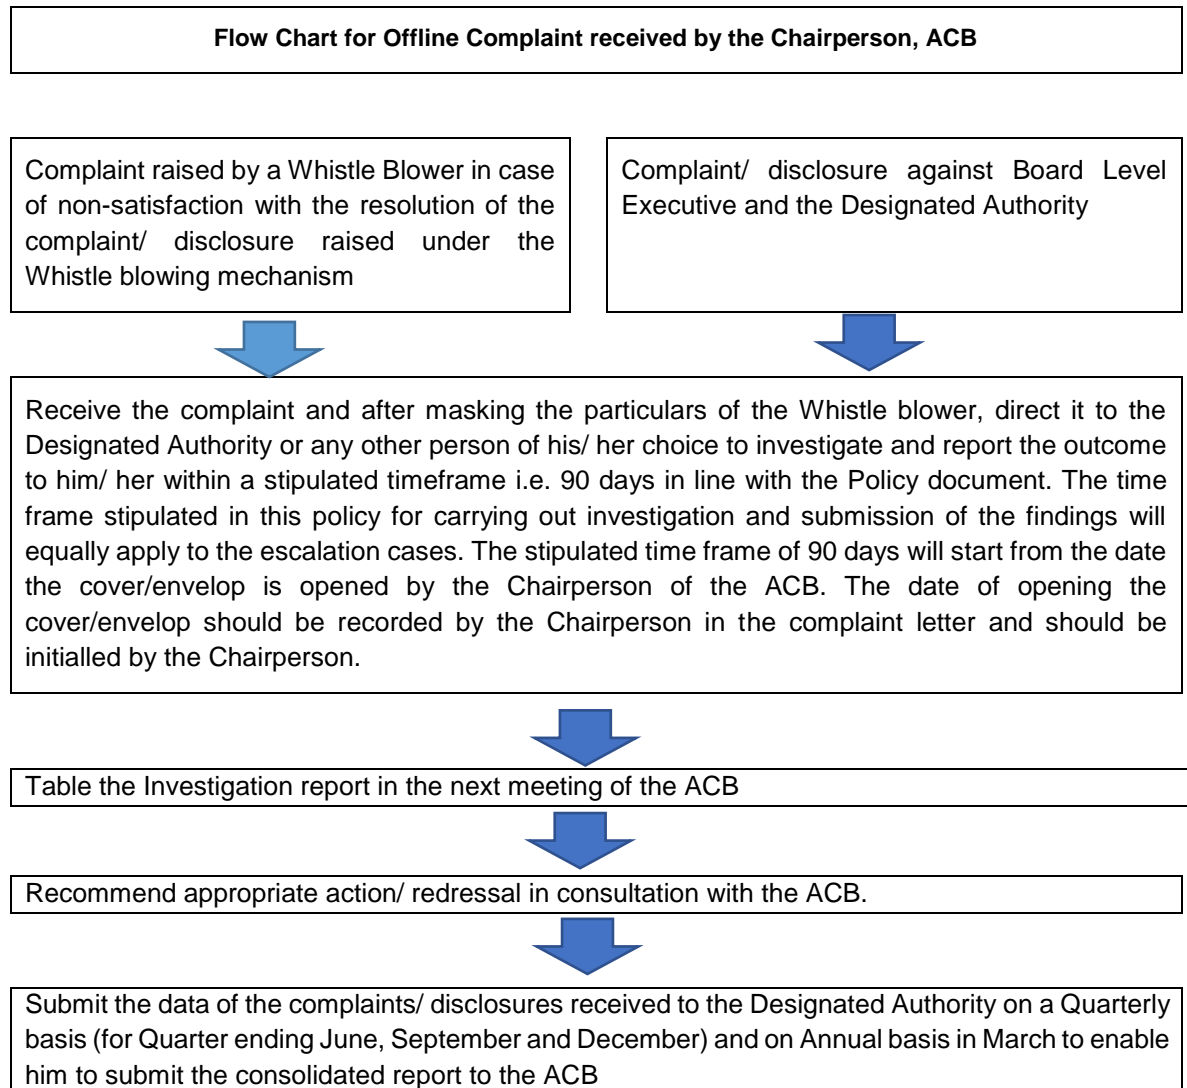 Flow Chart for Offline Complaint received by the Chairperson, ACB
Complaint raised by a Whistle Blower in case
of non-satisfaction with the resolution of the
complaint/ disclosure raised under the
Whistle blowing mechanism
Complaint/ disclosure against Board Level
Executive and the Designated Authority
Receive the complaint and after masking the particulars of the Whistle blower, direct it to the
Designated Authority or any other person of his/ her choice to investigate and report the outcome
to him/ her within a stipulated timeframe i.e. 90 days in line with the Policy document. The time
frame stipulated in this policy for carrying out investigation and submission of the findings will
equally apply to the escalation cases. The stipulated time frame of 90 days will start from the date
the cover/envelop is opened by the Chairperson of the ACB. The date of opening the
cover/envelop should be recorded by the Chairperson in the complaint letter and should be
initialled by the Chairperson.
Table the Investigation report in the next meeting of the ACB
Recommend appropriate action/ redressal in consultation with the ACB.
Submit the data of the complaints/ disclosures received to the Designated Authority on a Quarterly
basis (for Quarter ending June, September and December) and on Annual basis in March to enable
him to submit the consolidated report to the ACB